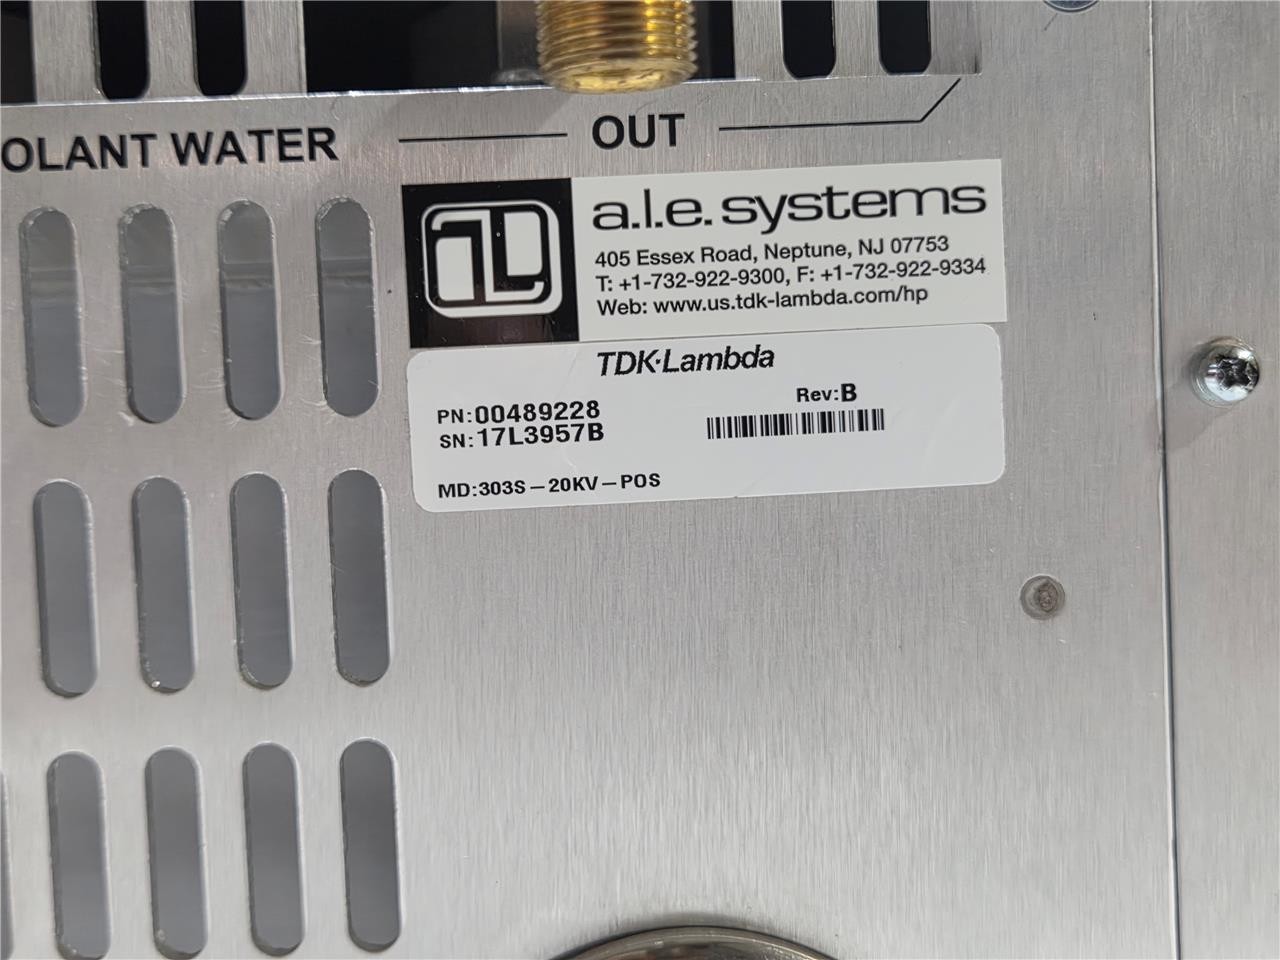 OLANT WATER
OUT
a.l.e. systems
405 Essex Road, Neptune, NJ 07753
T: +1-732-922-9300, F: +1-732-922-9334
Web: www.us.tdk-lambda.com/hp
TDK·Lambda
Rev:B
PN:00489228
SN:17L3957B
MD:303S-20KV-POS